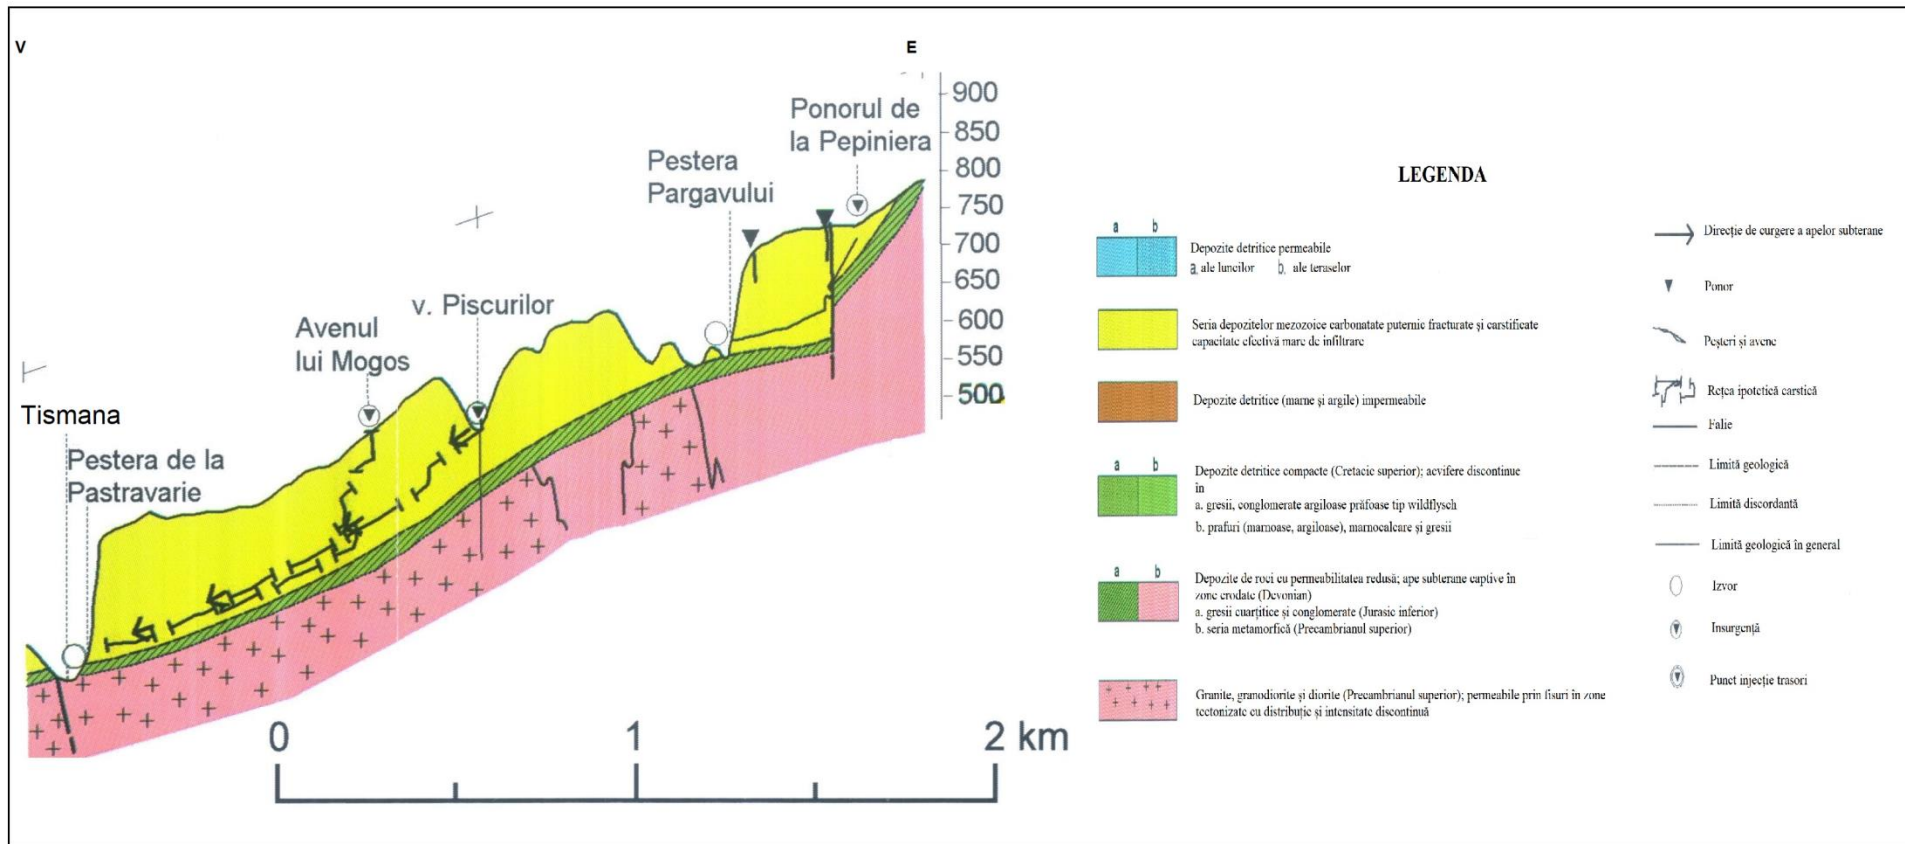 V
E
900
850
800
750
700
650
600
550
500
Ponorul de
la Pepiniera
Pestera
Pargavului
v. Piscurilor
Avenul
lui Mogos
Tismana
Pestera de la
Pastravarie
0
1
2 km
LEGENDA
a b
Depozite detritice permeabile
a. ale luncilor b. ale teraselor
Seria depozitelor mezozoice carbonatate puternic fracturate și carstificate
capacitate efectivă mare de infiltrare
Depozite detritice (marne și argile) impermeabile
a b
Depozite detritice compacte (Cretacic superior); acvifere discontinue
în
a. gresii, conglomerate argiloase prăfoase tip wildflysch
b. prafuri (marnoase, argiloase), marnocalcare și gresii
a b
Depozite de roci cu permeabilitatea redusă; ape subterane captive în
zone erodate (Devonian)
a. gresii cuarțitice și conglomerate (Jurasic inferior)
b. seria metamorfică (Precambrianul superior)
Granite, granodiorite și diorite (Precambrianul superior); permeabile prin fisuri în zone
tectonizate cu distribuție și intensitate discontinuă
Direcție de curgere a apelor subterane
Ponor
Peșteri și avene
Rețea ipotetică carstică
Falie
Limită geologică
Limită discordantă
Limită geologică în general
Izvor
Insurgență
Punct injecție trasori